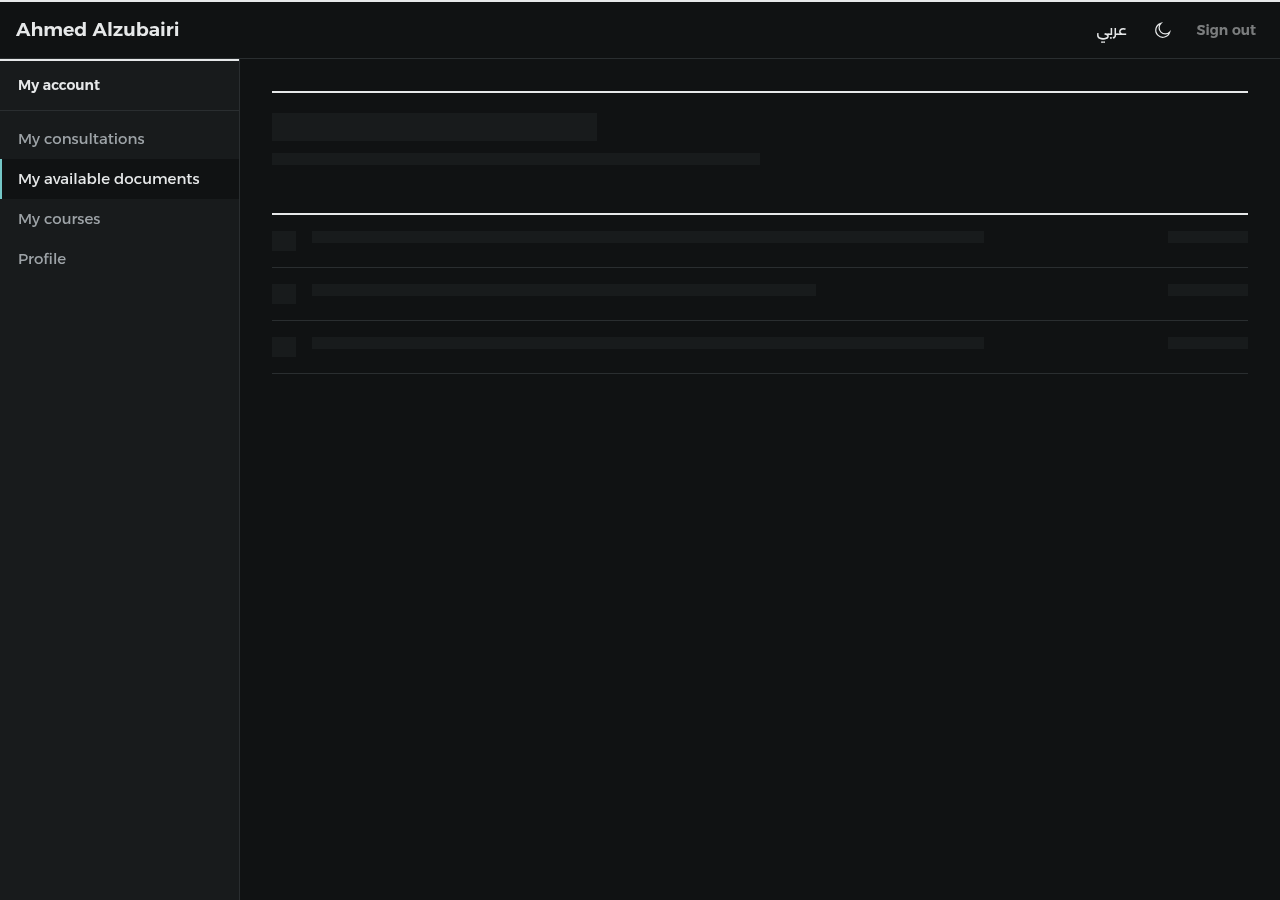 Ahmed Alzubairi
عربي
Sign out
My account
My consultations
My available documents
My courses
Profile